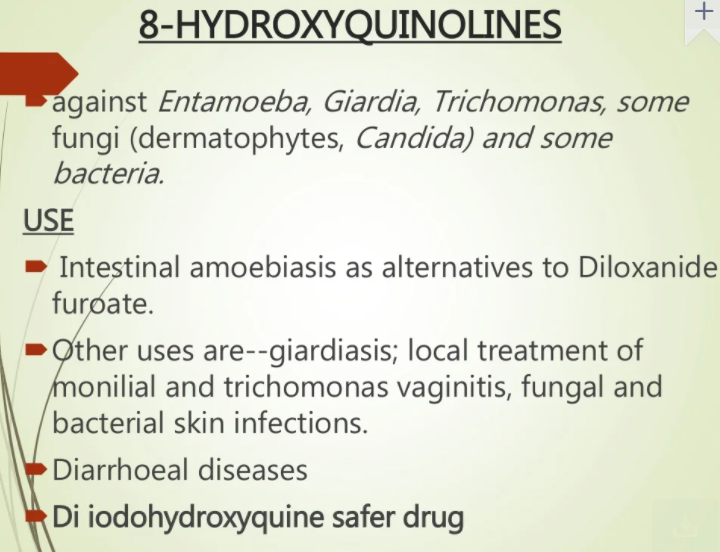 8-HYDROXYQUINOLINES
against Entamoeba, Giardia, Trichomonas, some
fungi (dermatophytes, Candida) and some
bacteria.
USE
Intestinal amoebiasis as alternatives to Diloxanide
furoate.
Other uses are--giardiasis; local treatment of
monilial and trichomonas vaginitis, fungal and
bacterial skin infections.
Diarrhoeal diseases
Di iodohydroxyquine safer drug